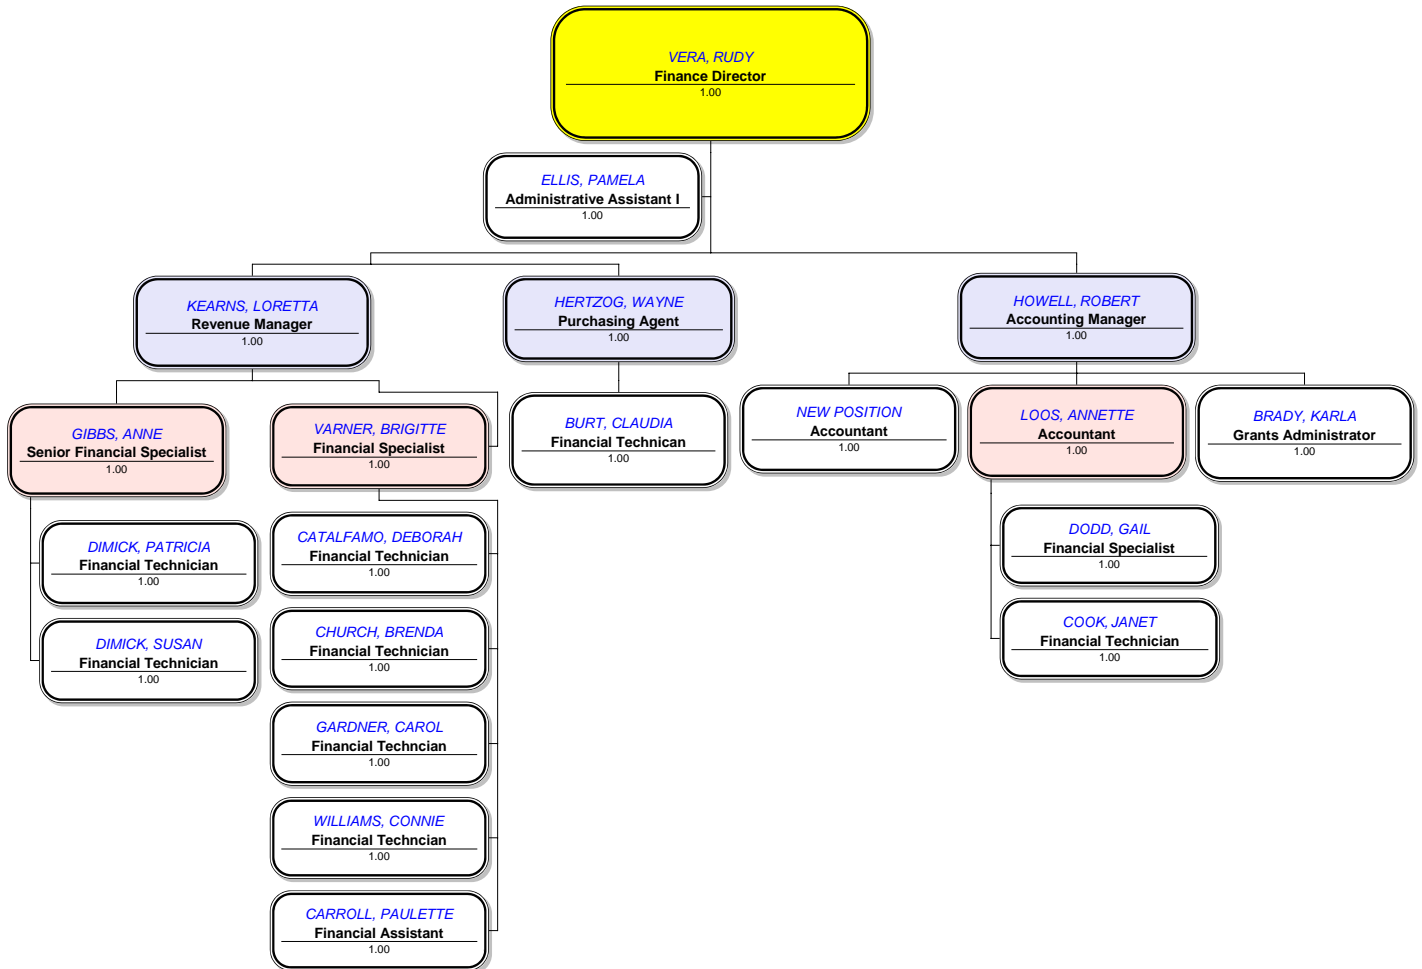 VERA, RUDY
Finance Director
1.00
ELLIS, PAMELA
Administrative Assistant I
1.00
KEARNS, LORETTA
Revenue Manager
1.00
HERTZOG, WAYNE
Purchasing Agent
1.00
HOWELL, ROBERT
Accounting Manager
1.00
GIBBS, ANNE
Senior Financial Specialist
1.00
VARNER, BRIGITTE
Financial Specialist
1.00
BURT, CLAUDIA
Financial Technican
1.00
NEW POSITION
Accountant
1.00
LOOS, ANNETTE
Accountant
1.00
BRADY, KARLA
Grants Administrator
1.00
DIMICK, PATRICIA
Financial Technician
1.00
DIMICK, SUSAN
Financial Technician
1.00
CATALFAMO, DEBORAH
Financial Technician
1.00
CHURCH, BRENDA
Financial Technician
1.00
GARDNER, CAROL
Financial Techncian
1.00
WILLIAMS, CONNIE
Financial Techncian
1.00
CARROLL, PAULETTE
Financial Assistant
1.00
DODD, GAIL
Financial Specialist
1.00
COOK, JANET
Financial Technician
1.00